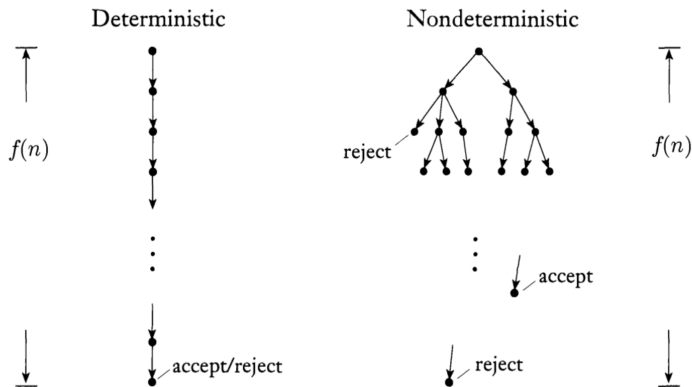 Deterministic
Nondeterministic
f(n)
reject
f(n)
accept
accept/reject
reject